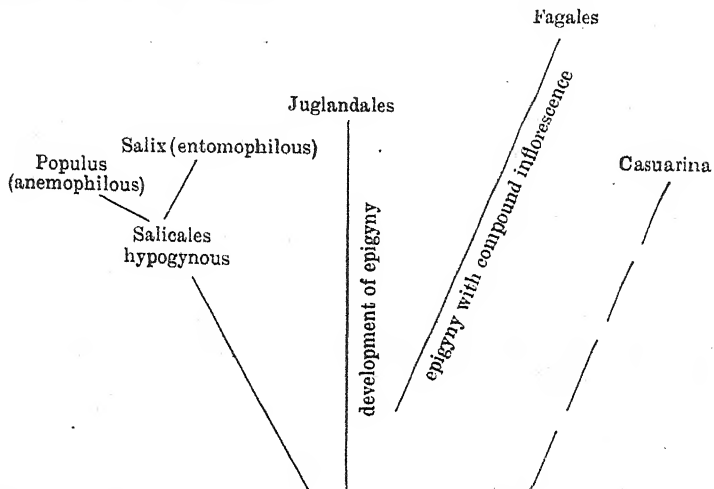 Fagales
Juglandales
Salix (entomophilous)
Populus
(anemophilous)
Casuarina
Salicales
hypogynous
development of epigyny
epigyny with compound inflorescence